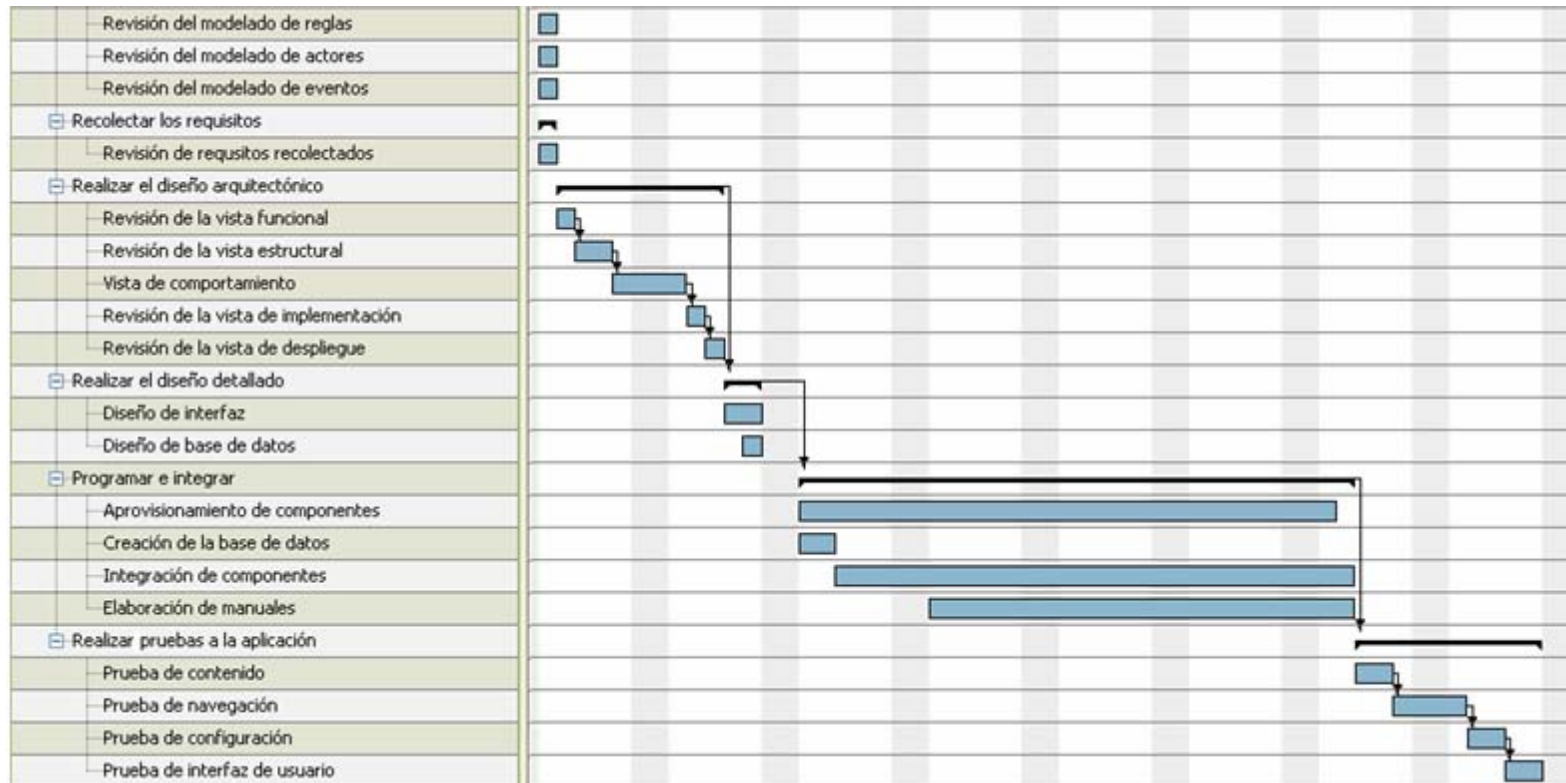 Revisión del modelado de reglas
Revisión del modelado de actores
Revisión del modelado de eventos
Recolectar los requisitos
Revisión de requsitos recolectados
Realizar el diseño arquitectónico
Revisión de la vista funcional
Revisión de la vista estructural
Vista de comportamiento
Revisión de la vista de implementación
Revisión de la vista de despliegue
Realizar el diseño detallado
Diseño de interfaz
Diseño de base de datos
Programar e integrar
Aprovisionamiento de componentes
Creación de la base de datos
Integración de componentes
Elaboración de manuales
Realizar pruebas a la aplicación
Prueba de contenido
Prueba de navegación
Prueba de configuración
Prueba de interfaz de usuario